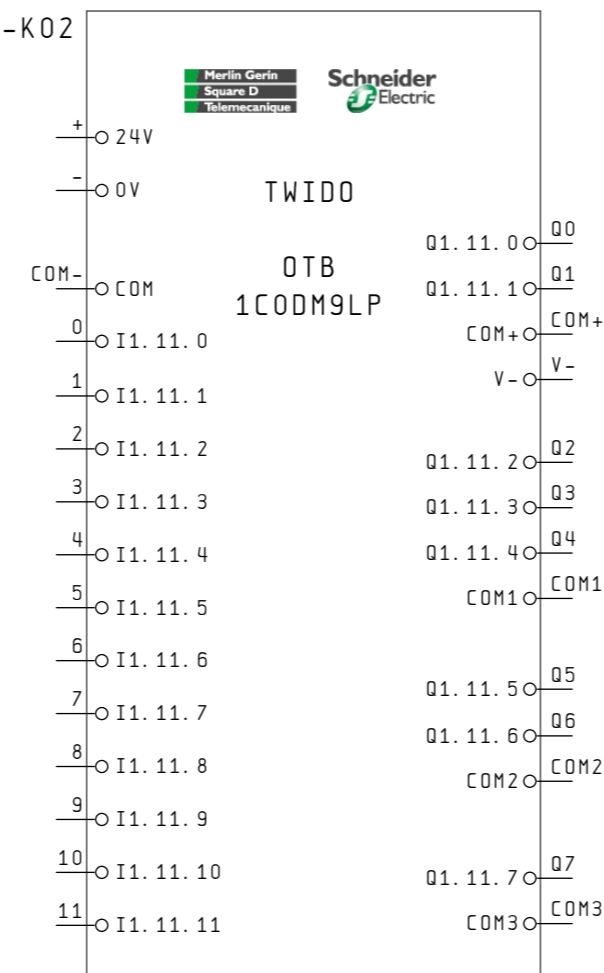 -K02
Merlin Gerin
Square D
Telemecanique
Schneider
Electric
TWIDO
OTB
1C0DM9LP
+ 24V
- 0V
COM- COM
0 I1.11.0
1 I1.11.1
2 I1.11.2
3 I1.11.3
4 I1.11.4
5 I1.11.5
6 I1.11.6
7 I1.11.7
8 I1.11.8
9 I1.11.9
10 I1.11.10
11 I1.11.11
Q1.11.0 Q0
Q1.11.1 Q1
COM+ COM+
V- V-
Q1.11.2 Q2
Q1.11.3 Q3
Q1.11.4 Q4
COM1 COM1
Q1.11.5 Q5
Q1.11.6 Q6
COM2 COM2
Q1.11.7 Q7
COM3 COM3